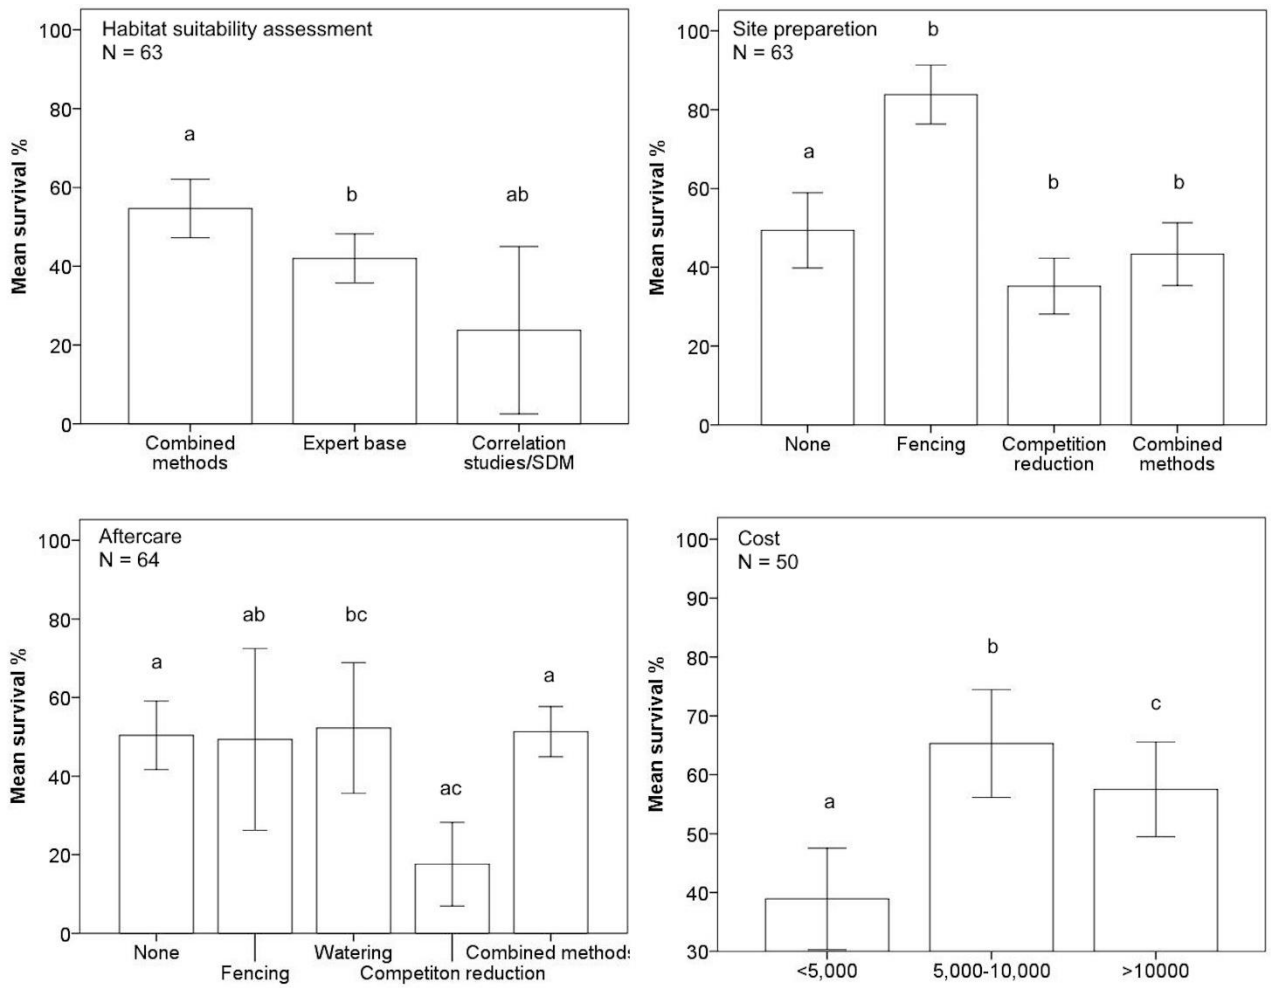 Habitat suitability assessment
N = 63
100
80
60
40
20
0
Mean survival %
a
b
ab
Combined
methods
Expert base
Correlation
studies/SDM
Site preparetion
N = 63
100
80
60
40
20
0
Mean survival %
a
b
b
b
None
Fencing
Competition
reduction
Combined
methods
Aftercare
N = 64
100
80
60
40
20
0
Mean survival %
a
ab
bc
ac
a
None
Fencing
Watering
Competiton reduction
Combined methods
Cost
N = 50
100
90
80
70
60
50
40
30
Mean survival %
a
b
c
<5,000
5,000-10,000
>10000